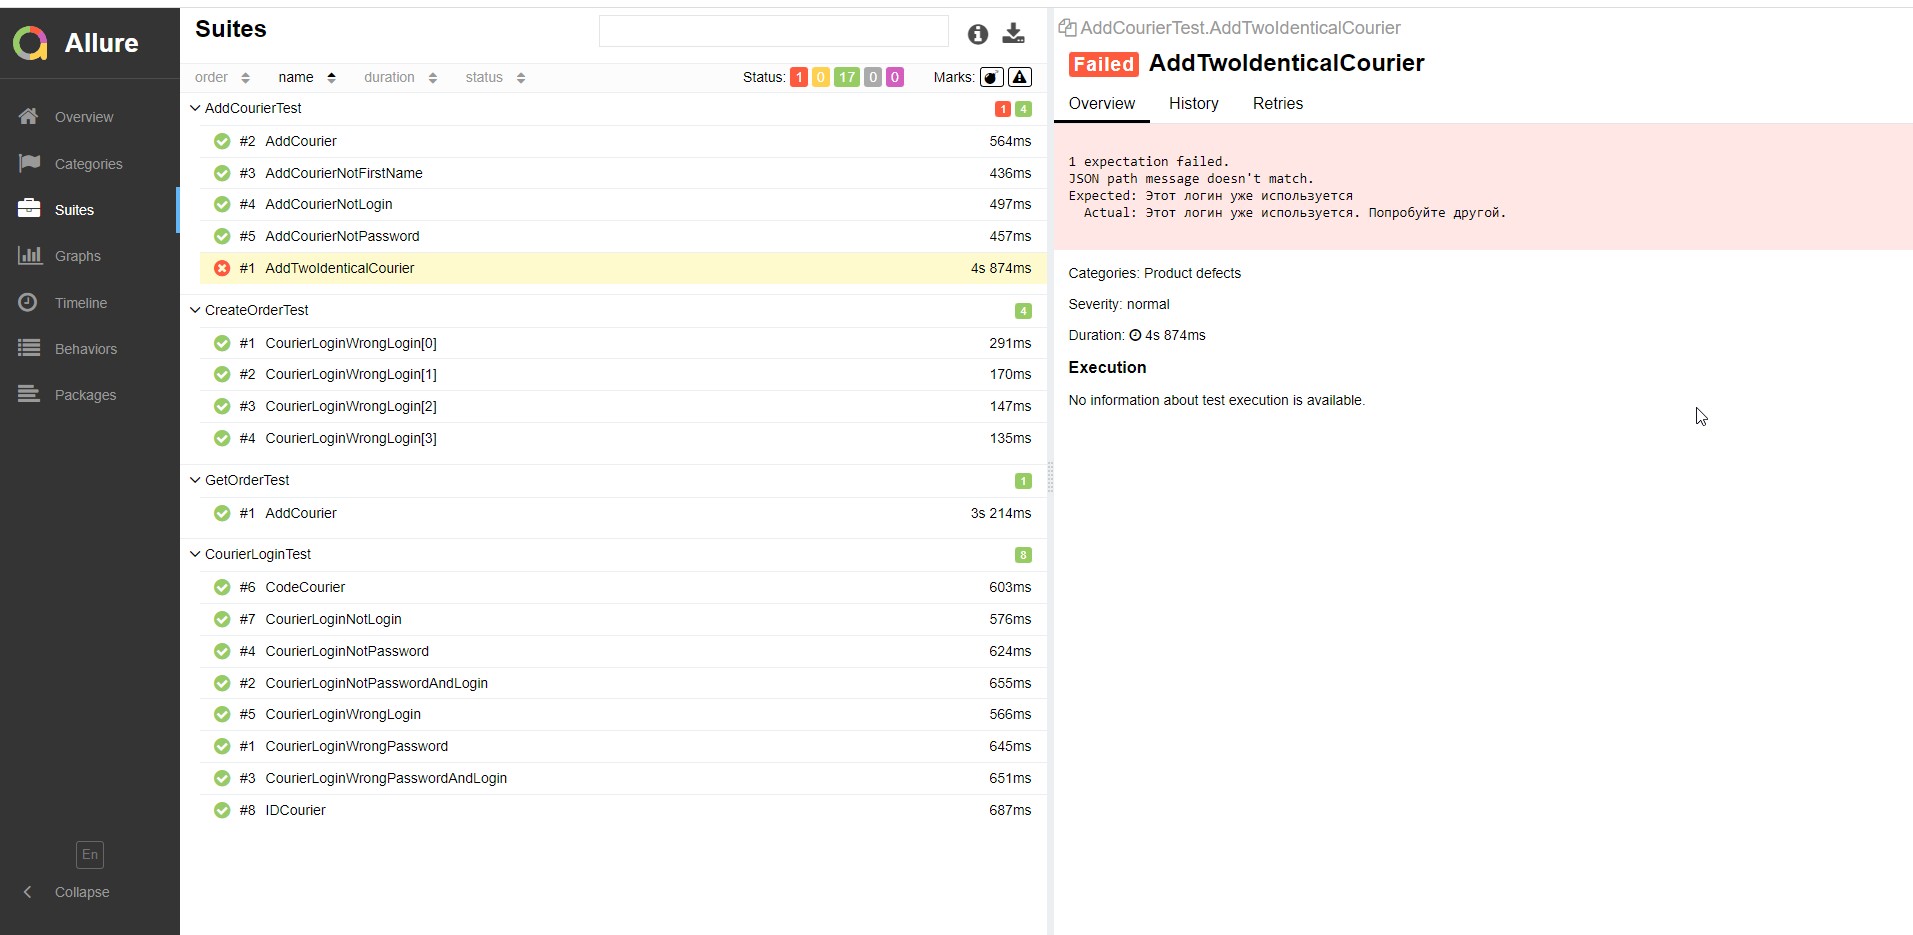 Allure
Overview
Categories
Suites
Graphs
Timeline
Behaviors
Packages
En
Collapse
Suites
order name duration status Status: 1 0 17 0 0 Marks:
AddCourierTest 1 4
#2 AddCourier 564ms
#3 AddCourierNotFirstName 436ms
#4 AddCourierNotLogin 497ms
#5 AddCourierNotPassword 457ms
#1 AddTwoIdenticalCourier 4s 874ms
CreateOrderTest 4
#1 CourierLoginWrongLogin[0] 291ms
#2 CourierLoginWrongLogin[1] 170ms
#3 CourierLoginWrongLogin[2] 147ms
#4 CourierLoginWrongLogin[3] 135ms
GetOrderTest 1
#1 AddCourier 3s 214ms
CourierLoginTest 8
#6 CodeCourier 603ms
#7 CourierLoginNotLogin 576ms
#4 CourierLoginNotPassword 624ms
#2 CourierLoginNotPasswordAndLogin 655ms
#5 CourierLoginWrongLogin 566ms
#1 CourierLoginWrongPassword 645ms
#3 CourierLoginWrongPasswordAndLogin 651ms
#8 IDCourier 687ms
AddCourierTest.AddTwoIdenticalCourier
Failed AddTwoIdenticalCourier
Overview History Retries
1 expectation failed.
JSON path message doesn't match.
Expected: Этот логин уже используется
Actual: Этот логин уже используется. Попробуйте другой.
Categories: Product defects
Severity: normal
Duration: 4s 874ms
Execution
No information about test execution is available.